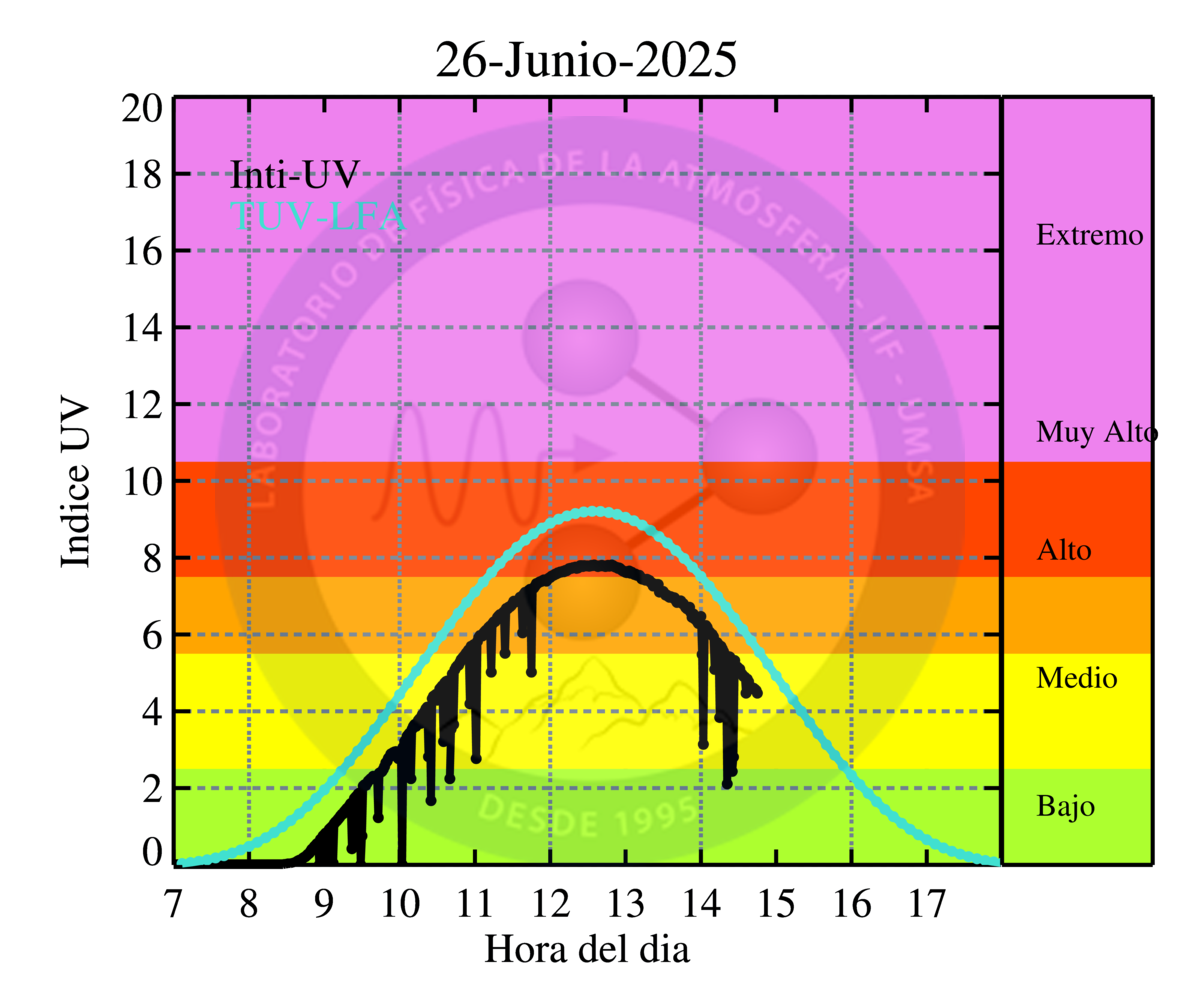 26-Junio-2025
20
18
16
14
12
10
8
6
4
2
0
Indice UV
Inti-UV
TUV-LFA
LABORATORIO DE FÍSICA DE LA ATMÓSFERA - IIF - UMSA
DESDE 1995
Extremo
Muy Alto
Alto
Medio
Bajo
7 8 9 10 11 12 13 14 15 16 17
Hora del dia